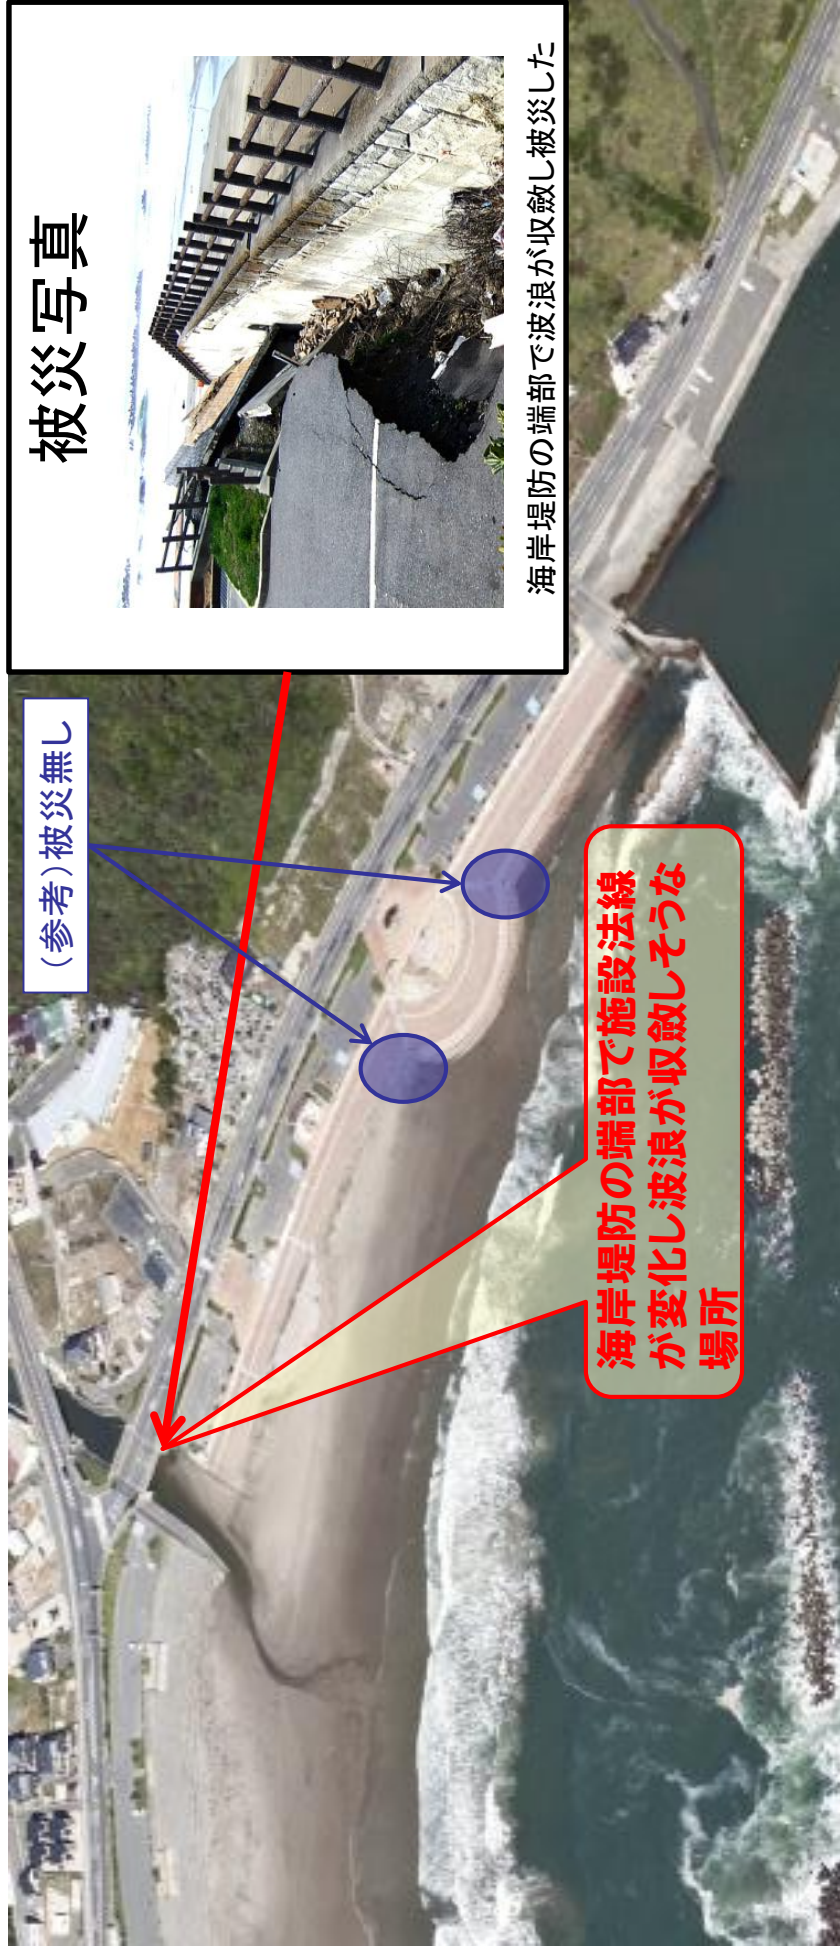 被災写真
海岸堤防の端部で波浪が収斂し被災した
(参考)被災無し
海岸堤防の端部で施設法線
が変化し波浪が収斂しそうな
場所